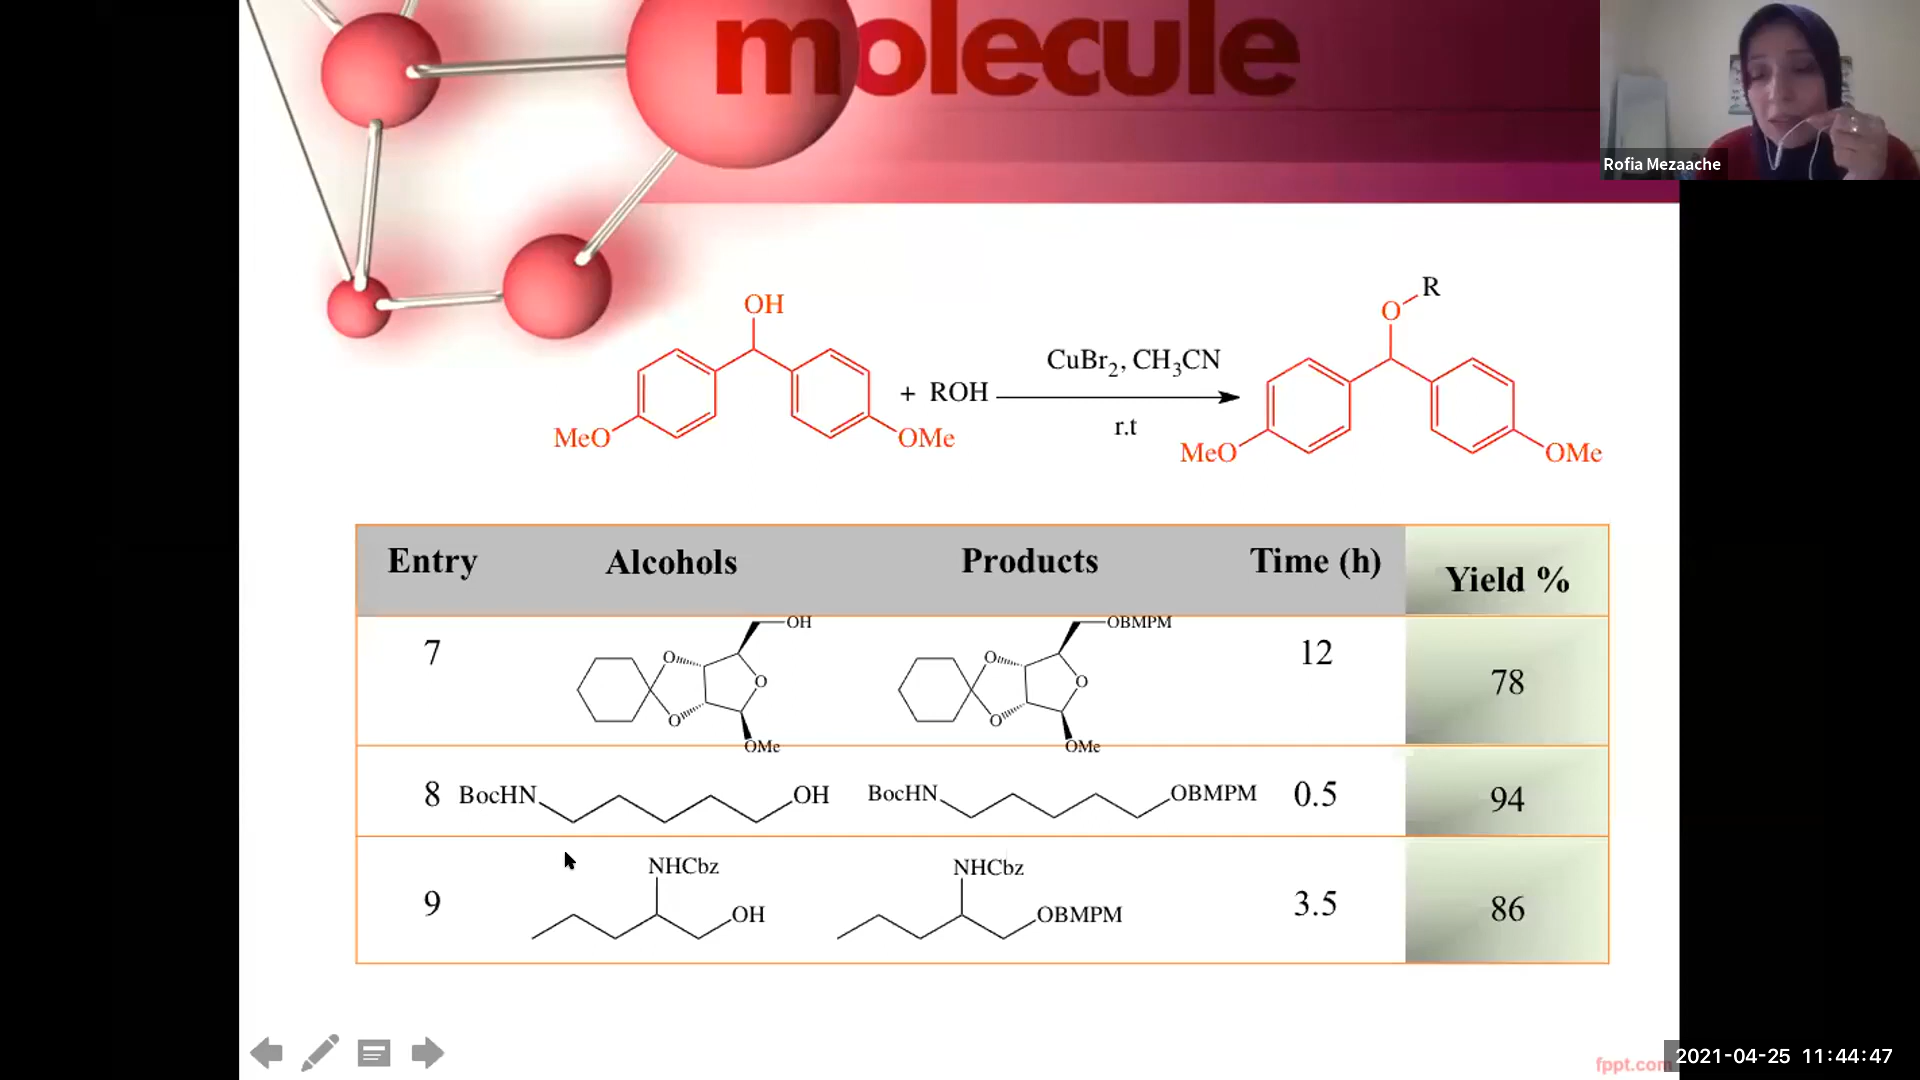 molecule
Rofia Mezaache
OH
MeO
OMe
+ ROH
CuBr₂, CH₃CN
r.t
R
O
MeO
OMe
Entry Alcohols Products Time (h) Yield %
7 12 78
OH
O
O
O
OMe
OBMPM
O
O
O
OMe
8 BocHN OH BocHN OBMPM 0.5 94
NHCbz NHCbz
9 OH OBMPM 3.5 86
fppt.com
2021-04-25 11:44:47